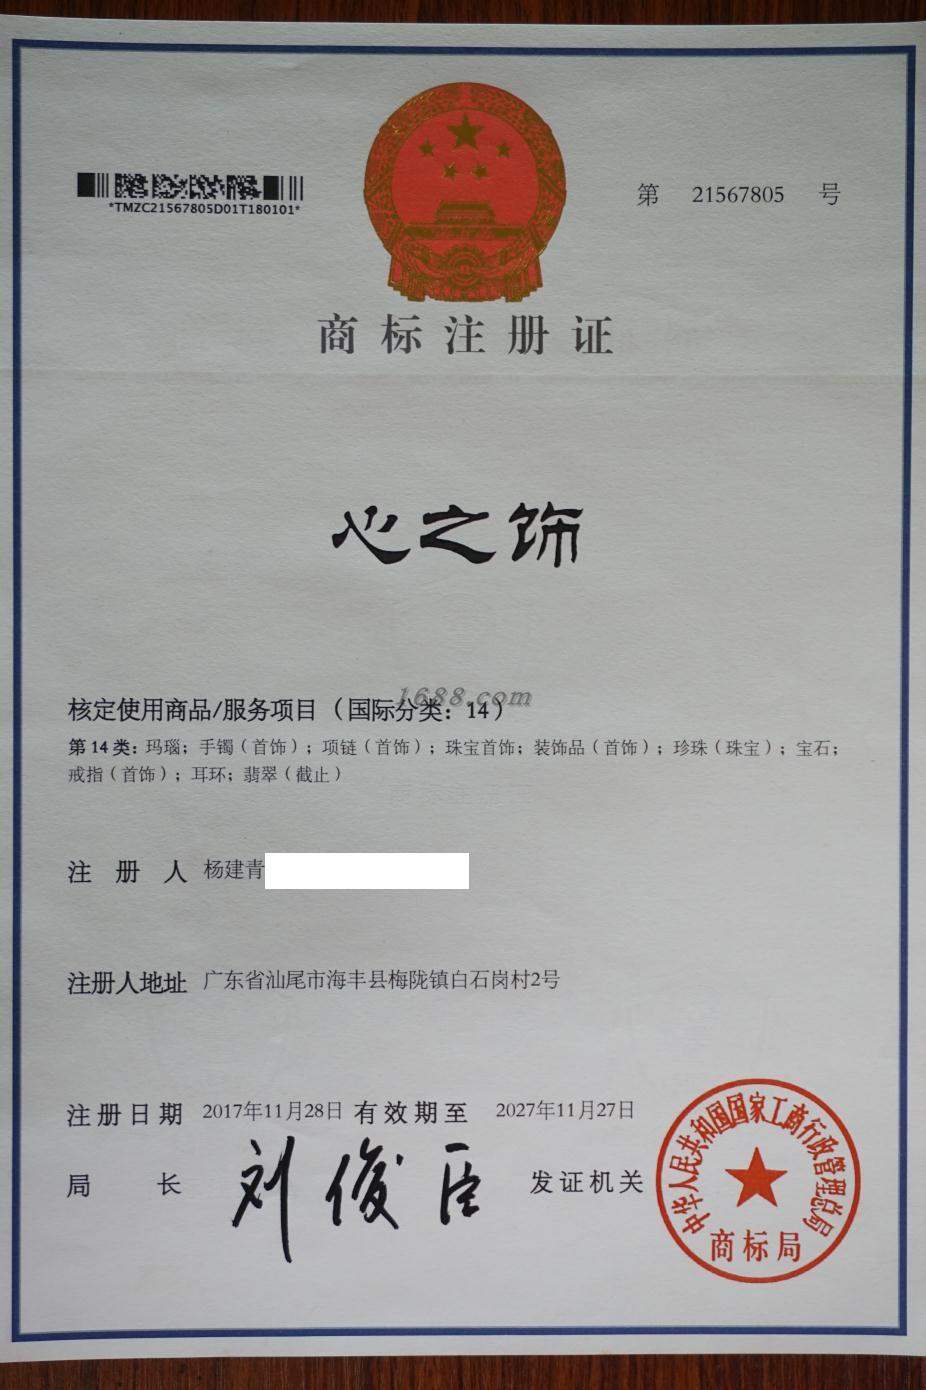 *TMZC21567805D01T180101*
第 21567805 号
商标注册证
心之饰
1688.com
核定使用商品/服务项目（国际分类：14）
第14类：玛瑙；手镯（首饰）；项链（首饰）；珠宝首饰；装饰品（首饰）；珍珠（珠宝）；宝石；
戒指（首饰）；耳环；翡翠（截止）
注册人 杨建青
注册人地址 广东省汕尾市海丰县梅陇镇白石岗村2号
注册日期 2017年11月28日 有效期至 2027年11月27日
局长 刘俊臣 发证机关
中华人民共和国国家工商行政管理总局
商标局